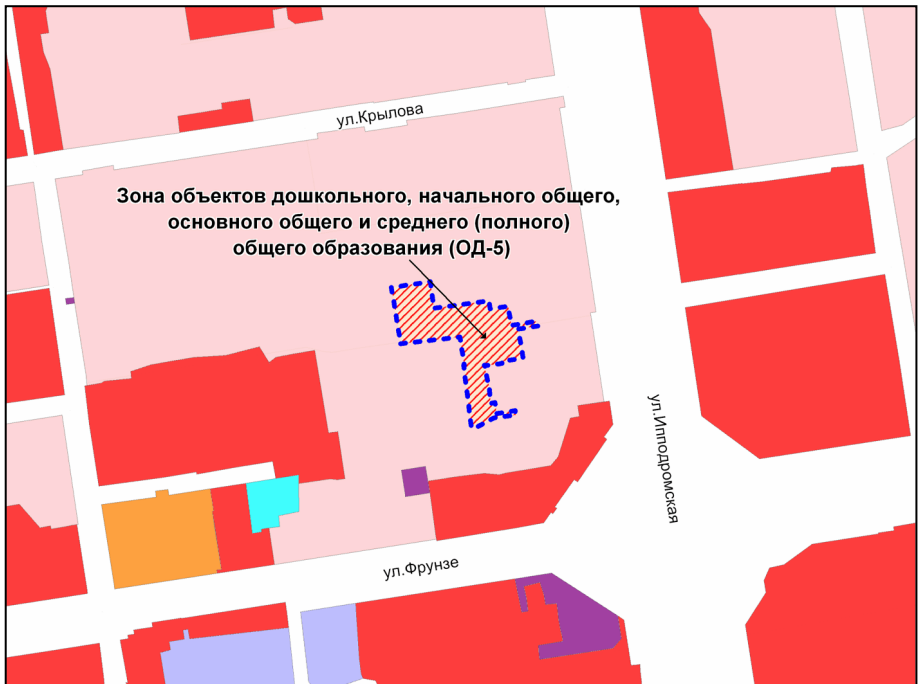 ул.Крылова
Зона объектов дошкольного, начального общего,
основного общего и среднего (полного)
общего образования (ОД-5)
ул.Ипподромская
ул.Фрунзе